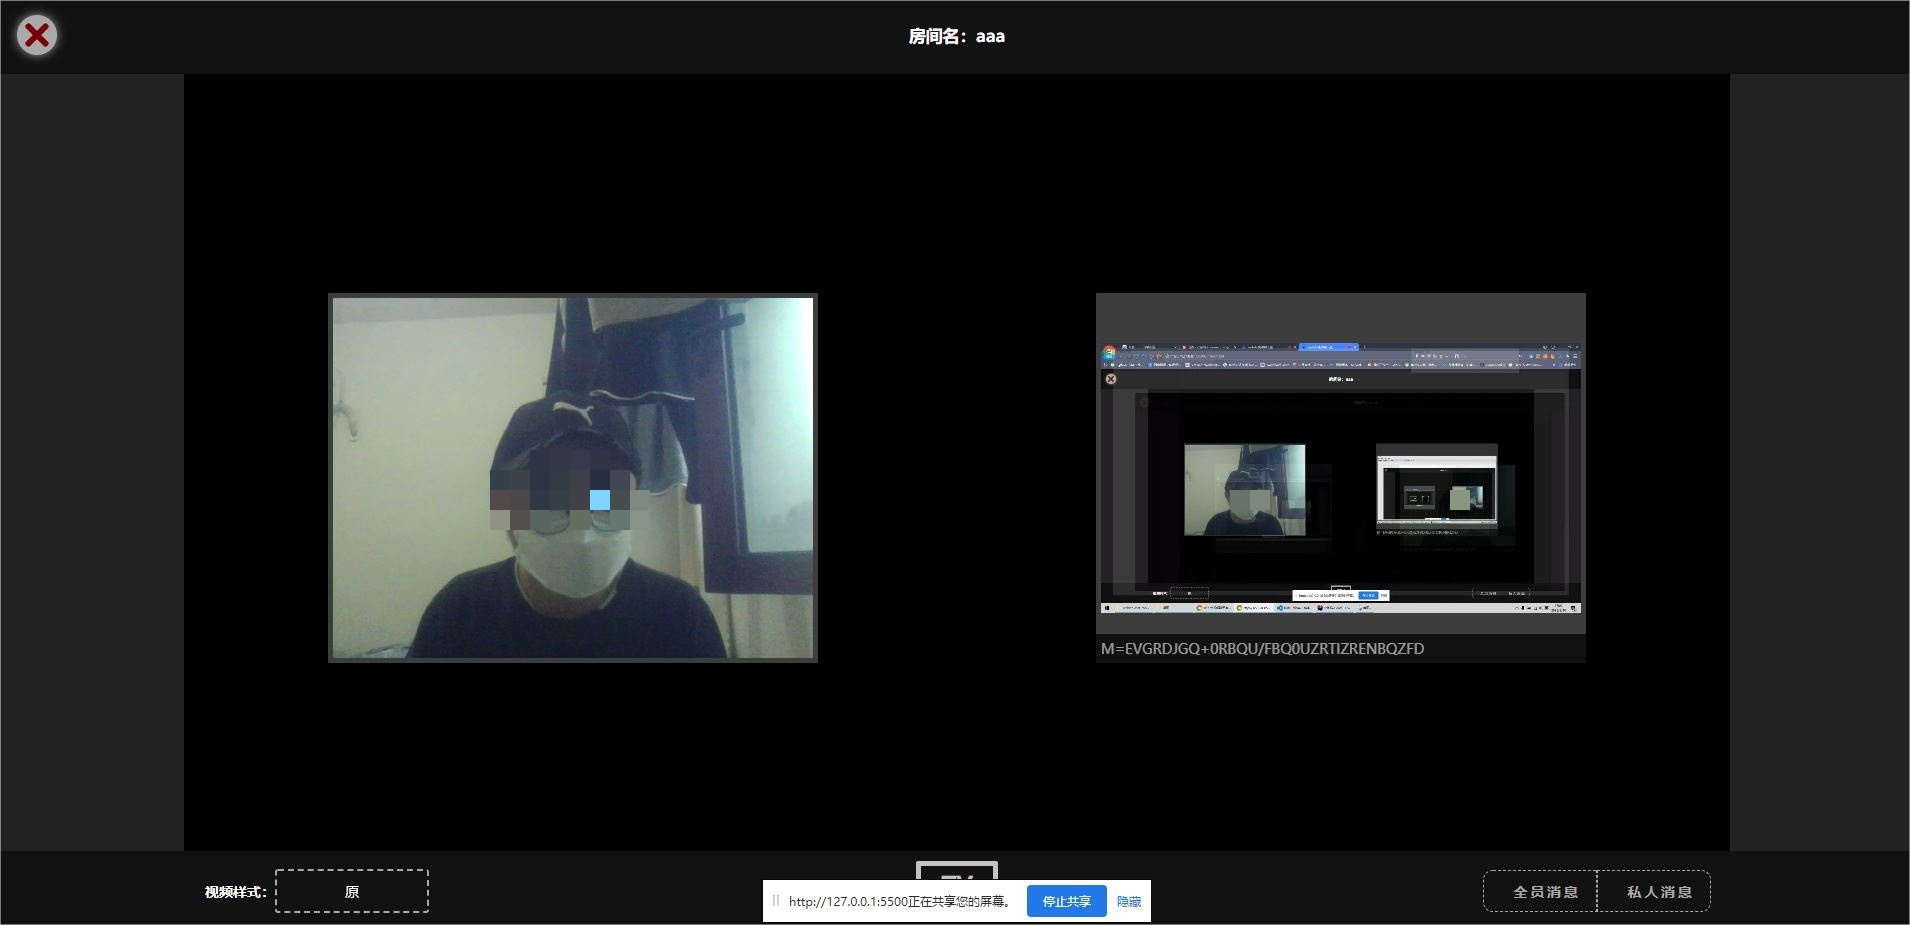 房间名：aaa
M=EVGRDJGQ+0RBQU/FBQ0UZRTIZRENBQZFD
视频样式：
原
http://127.0.0.1:5500正在共享您的屏幕。
停止共享
隐藏
全员消息
私人消息